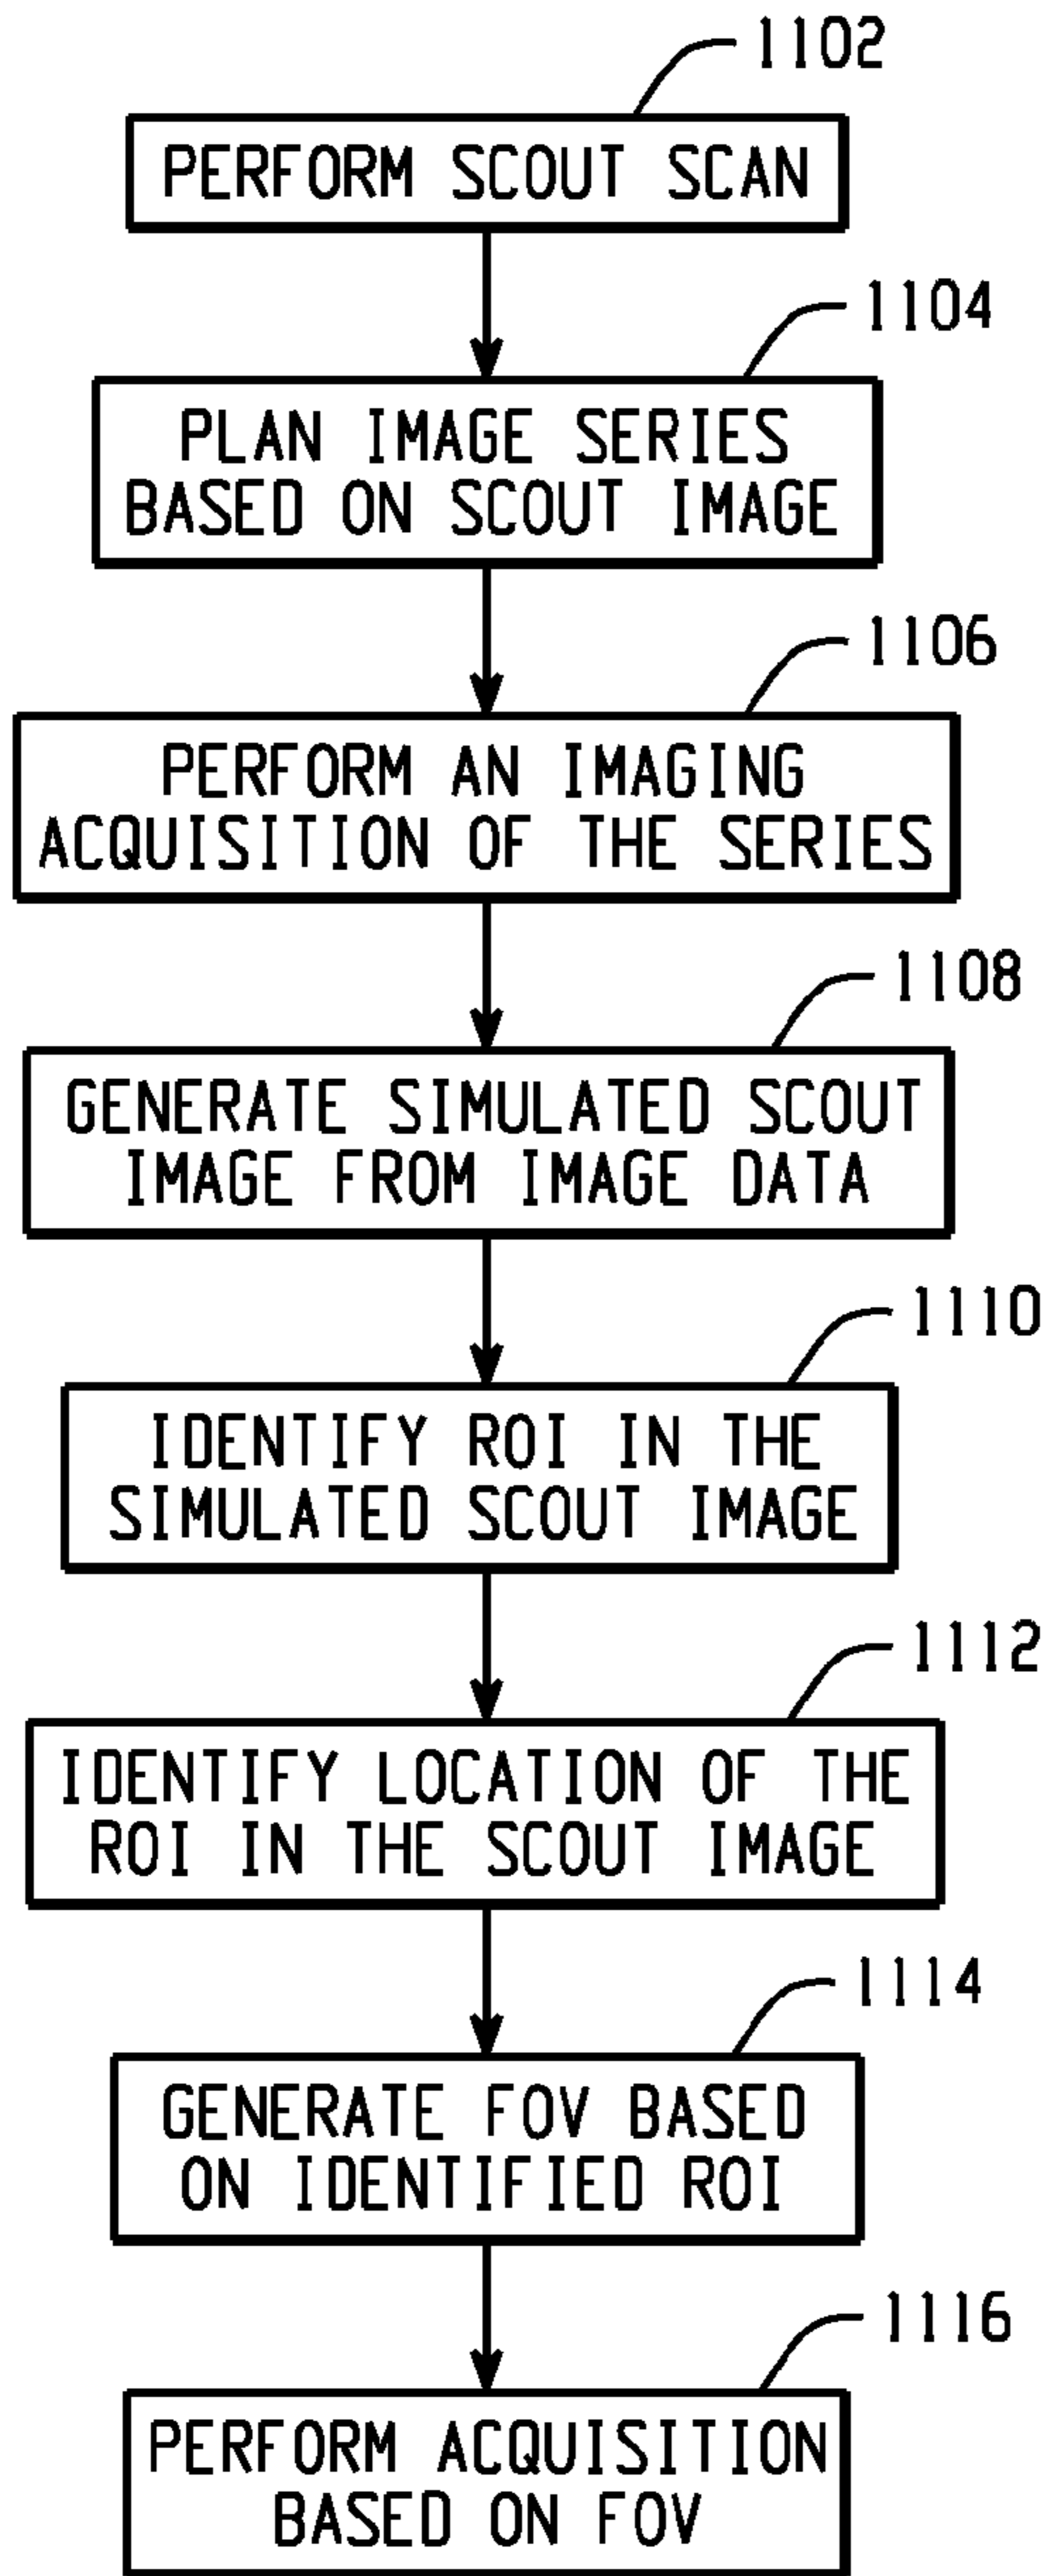 1102
PERFORM SCOUT SCAN
1104
PLAN IMAGE SERIES
BASED ON SCOUT IMAGE
1106
PERFORM AN IMAGING
ACQUISITION OF THE SERIES
1108
GENERATE SIMULATED SCOUT
IMAGE FROM IMAGE DATA
1110
IDENTIFY ROI IN THE
SIMULATED SCOUT IMAGE
1112
IDENTIFY LOCATION OF THE
ROI IN THE SCOUT IMAGE
1114
GENERATE FOV BASED
ON IDENTIFIED ROI
1116
PERFORM ACQUISITION
BASED ON FOV